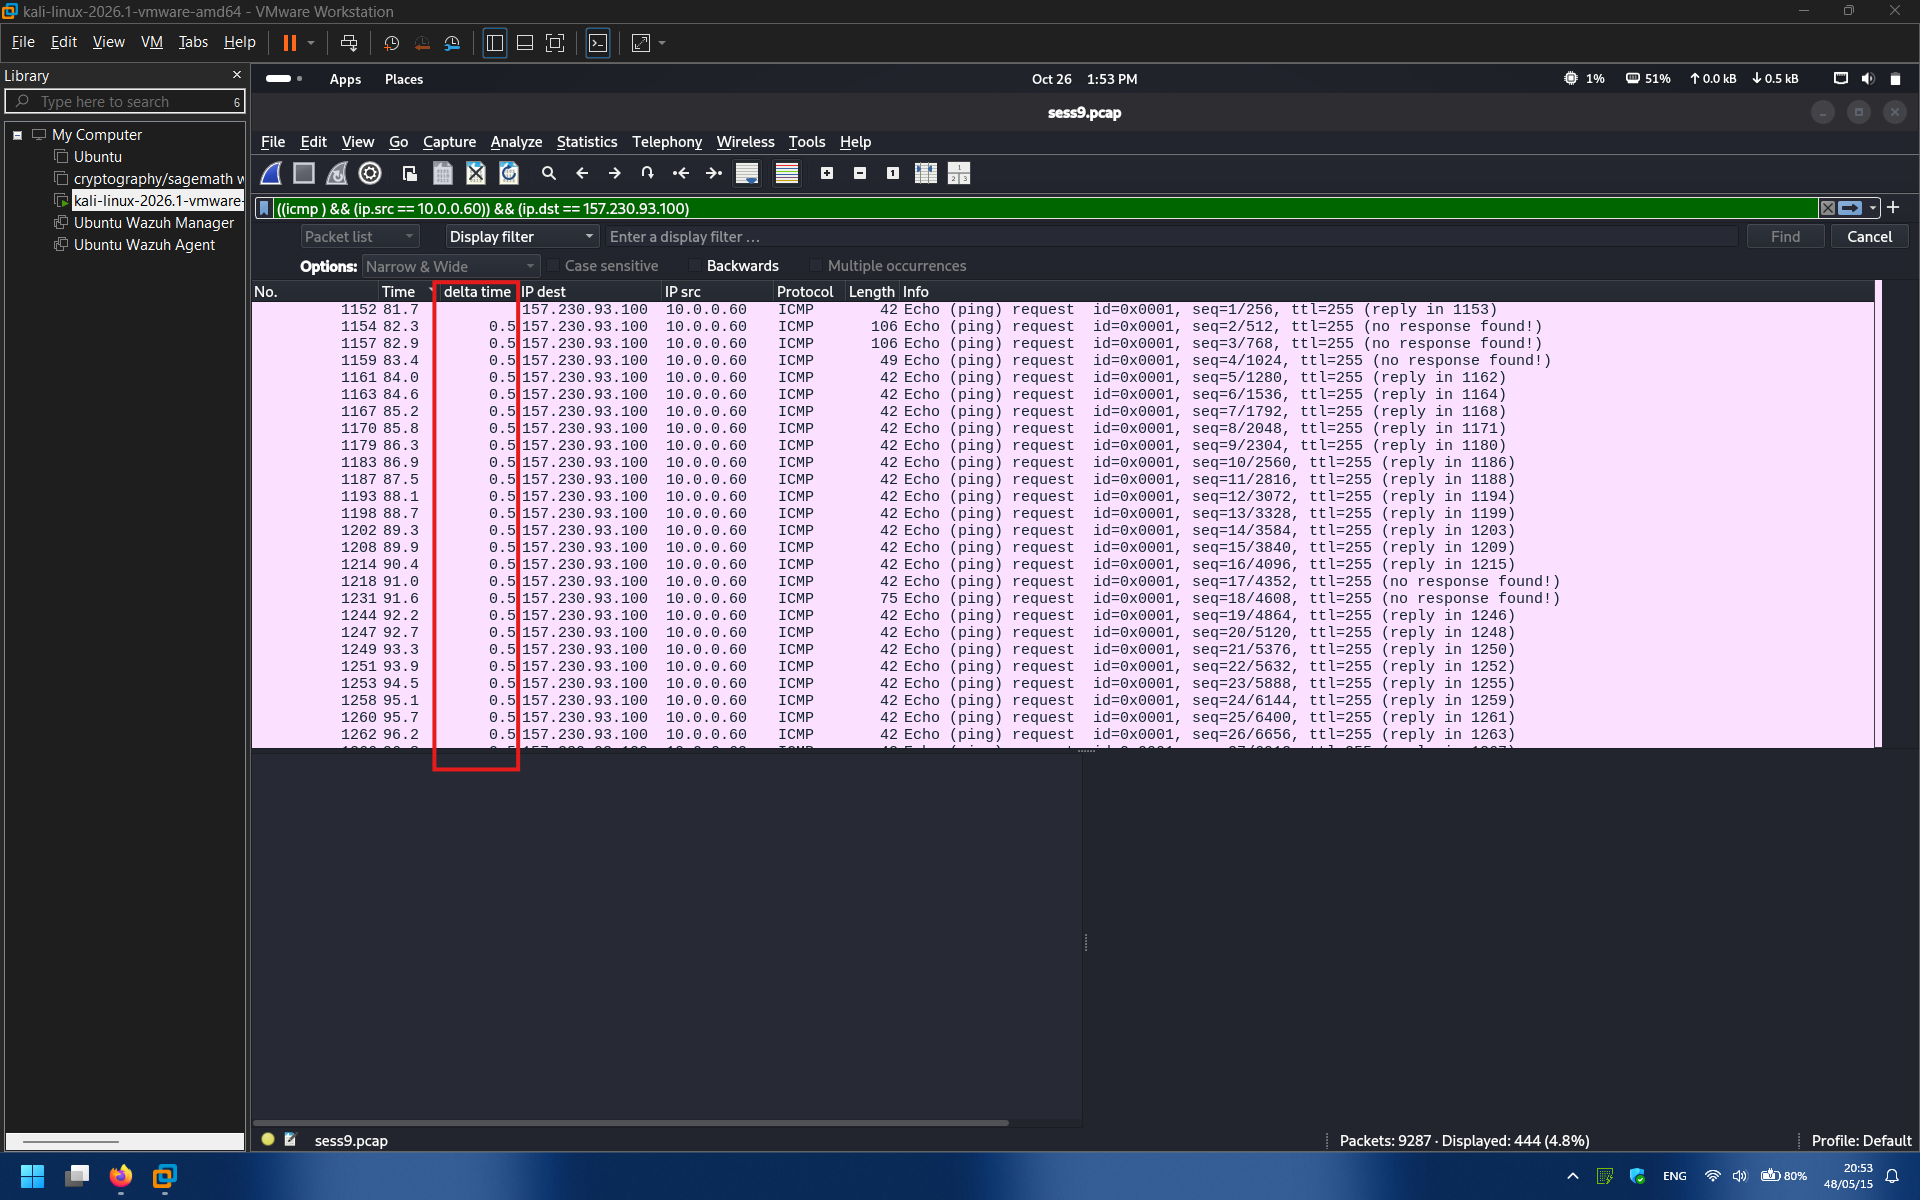 kali-linux-2026.1-vmware-amd64 - VMware Workstation
File Edit View VM Tabs Help
Library
Type here to search 6
My Computer
Ubuntu
cryptography/sagemath w
kali-linux-2026.1-vmware-
Ubuntu Wazuh Manager
Ubuntu Wazuh Agent
Apps Places Oct 26 1:53 PM 1% 51% 0.0 kB 0.5 kB
sess9.pcap
File Edit View Go Capture Analyze Statistics Telephony Wireless Tools Help
((icmp ) && (ip.src == 10.0.0.60)) && (ip.dst == 157.230.93.100)
Packet list Display filter Enter a display filter ... Find Cancel
Options: Narrow & Wide Case sensitive Backwards Multiple occurrences
No. Time delta time IP dest IP src Protocol Length Info
1152 81.7 157.230.93.100 10.0.0.60 ICMP 42 Echo (ping) request id=0x0001, seq=1/256, ttl=255 (reply in 1153)
1154 82.3 0.5 157.230.93.100 10.0.0.60 ICMP 106 Echo (ping) request id=0x0001, seq=2/512, ttl=255 (no response found!)
1157 82.9 0.5 157.230.93.100 10.0.0.60 ICMP 106 Echo (ping) request id=0x0001, seq=3/768, ttl=255 (no response found!)
1159 83.4 0.5 157.230.93.100 10.0.0.60 ICMP 49 Echo (ping) request id=0x0001, seq=4/1024, ttl=255 (no response found!)
1161 84.0 0.5 157.230.93.100 10.0.0.60 ICMP 42 Echo (ping) request id=0x0001, seq=5/1280, ttl=255 (reply in 1162)
1163 84.6 0.5 157.230.93.100 10.0.0.60 ICMP 42 Echo (ping) request id=0x0001, seq=6/1536, ttl=255 (reply in 1164)
1167 85.2 0.5 157.230.93.100 10.0.0.60 ICMP 42 Echo (ping) request id=0x0001, seq=7/1792, ttl=255 (reply in 1168)
1170 85.8 0.5 157.230.93.100 10.0.0.60 ICMP 42 Echo (ping) request id=0x0001, seq=8/2048, ttl=255 (reply in 1171)
1179 86.3 0.5 157.230.93.100 10.0.0.60 ICMP 42 Echo (ping) request id=0x0001, seq=9/2304, ttl=255 (reply in 1180)
1183 86.9 0.5 157.230.93.100 10.0.0.60 ICMP 42 Echo (ping) request id=0x0001, seq=10/2560, ttl=255 (reply in 1186)
1187 87.5 0.5 157.230.93.100 10.0.0.60 ICMP 42 Echo (ping) request id=0x0001, seq=11/2816, ttl=255 (reply in 1188)
1193 88.1 0.5 157.230.93.100 10.0.0.60 ICMP 42 Echo (ping) request id=0x0001, seq=12/3072, ttl=255 (reply in 1194)
1198 88.7 0.5 157.230.93.100 10.0.0.60 ICMP 42 Echo (ping) request id=0x0001, seq=13/3328, ttl=255 (reply in 1199)
1202 89.3 0.5 157.230.93.100 10.0.0.60 ICMP 42 Echo (ping) request id=0x0001, seq=14/3584, ttl=255 (reply in 1203)
1208 89.9 0.5 157.230.93.100 10.0.0.60 ICMP 42 Echo (ping) request id=0x0001, seq=15/3840, ttl=255 (reply in 1209)
1214 90.4 0.5 157.230.93.100 10.0.0.60 ICMP 42 Echo (ping) request id=0x0001, seq=16/4096, ttl=255 (reply in 1215)
1218 91.0 0.5 157.230.93.100 10.0.0.60 ICMP 42 Echo (ping) request id=0x0001, seq=17/4352, ttl=255 (no response found!)
1231 91.6 0.5 157.230.93.100 10.0.0.60 ICMP 75 Echo (ping) request id=0x0001, seq=18/4608, ttl=255 (no response found!)
1244 92.2 0.5 157.230.93.100 10.0.0.60 ICMP 42 Echo (ping) request id=0x0001, seq=19/4864, ttl=255 (reply in 1246)
1247 92.7 0.5 157.230.93.100 10.0.0.60 ICMP 42 Echo (ping) request id=0x0001, seq=20/5120, ttl=255 (reply in 1248)
1249 93.3 0.5 157.230.93.100 10.0.0.60 ICMP 42 Echo (ping) request id=0x0001, seq=21/5376, ttl=255 (reply in 1250)
1251 93.9 0.5 157.230.93.100 10.0.0.60 ICMP 42 Echo (ping) request id=0x0001, seq=22/5632, ttl=255 (reply in 1252)
1253 94.5 0.5 157.230.93.100 10.0.0.60 ICMP 42 Echo (ping) request id=0x0001, seq=23/5888, ttl=255 (reply in 1255)
1258 95.1 0.5 157.230.93.100 10.0.0.60 ICMP 42 Echo (ping) request id=0x0001, seq=24/6144, ttl=255 (reply in 1259)
1260 95.7 0.5 157.230.93.100 10.0.0.60 ICMP 42 Echo (ping) request id=0x0001, seq=25/6400, ttl=255 (reply in 1261)
1262 96.2 0.5 157.230.93.100 10.0.0.60 ICMP 42 Echo (ping) request id=0x0001, seq=26/6656, ttl=255 (reply in 1263)
sess9.pcap Packets: 9287 · Displayed: 444 (4.8%) Profile: Default
ENG 80% 20:53
48/05/15